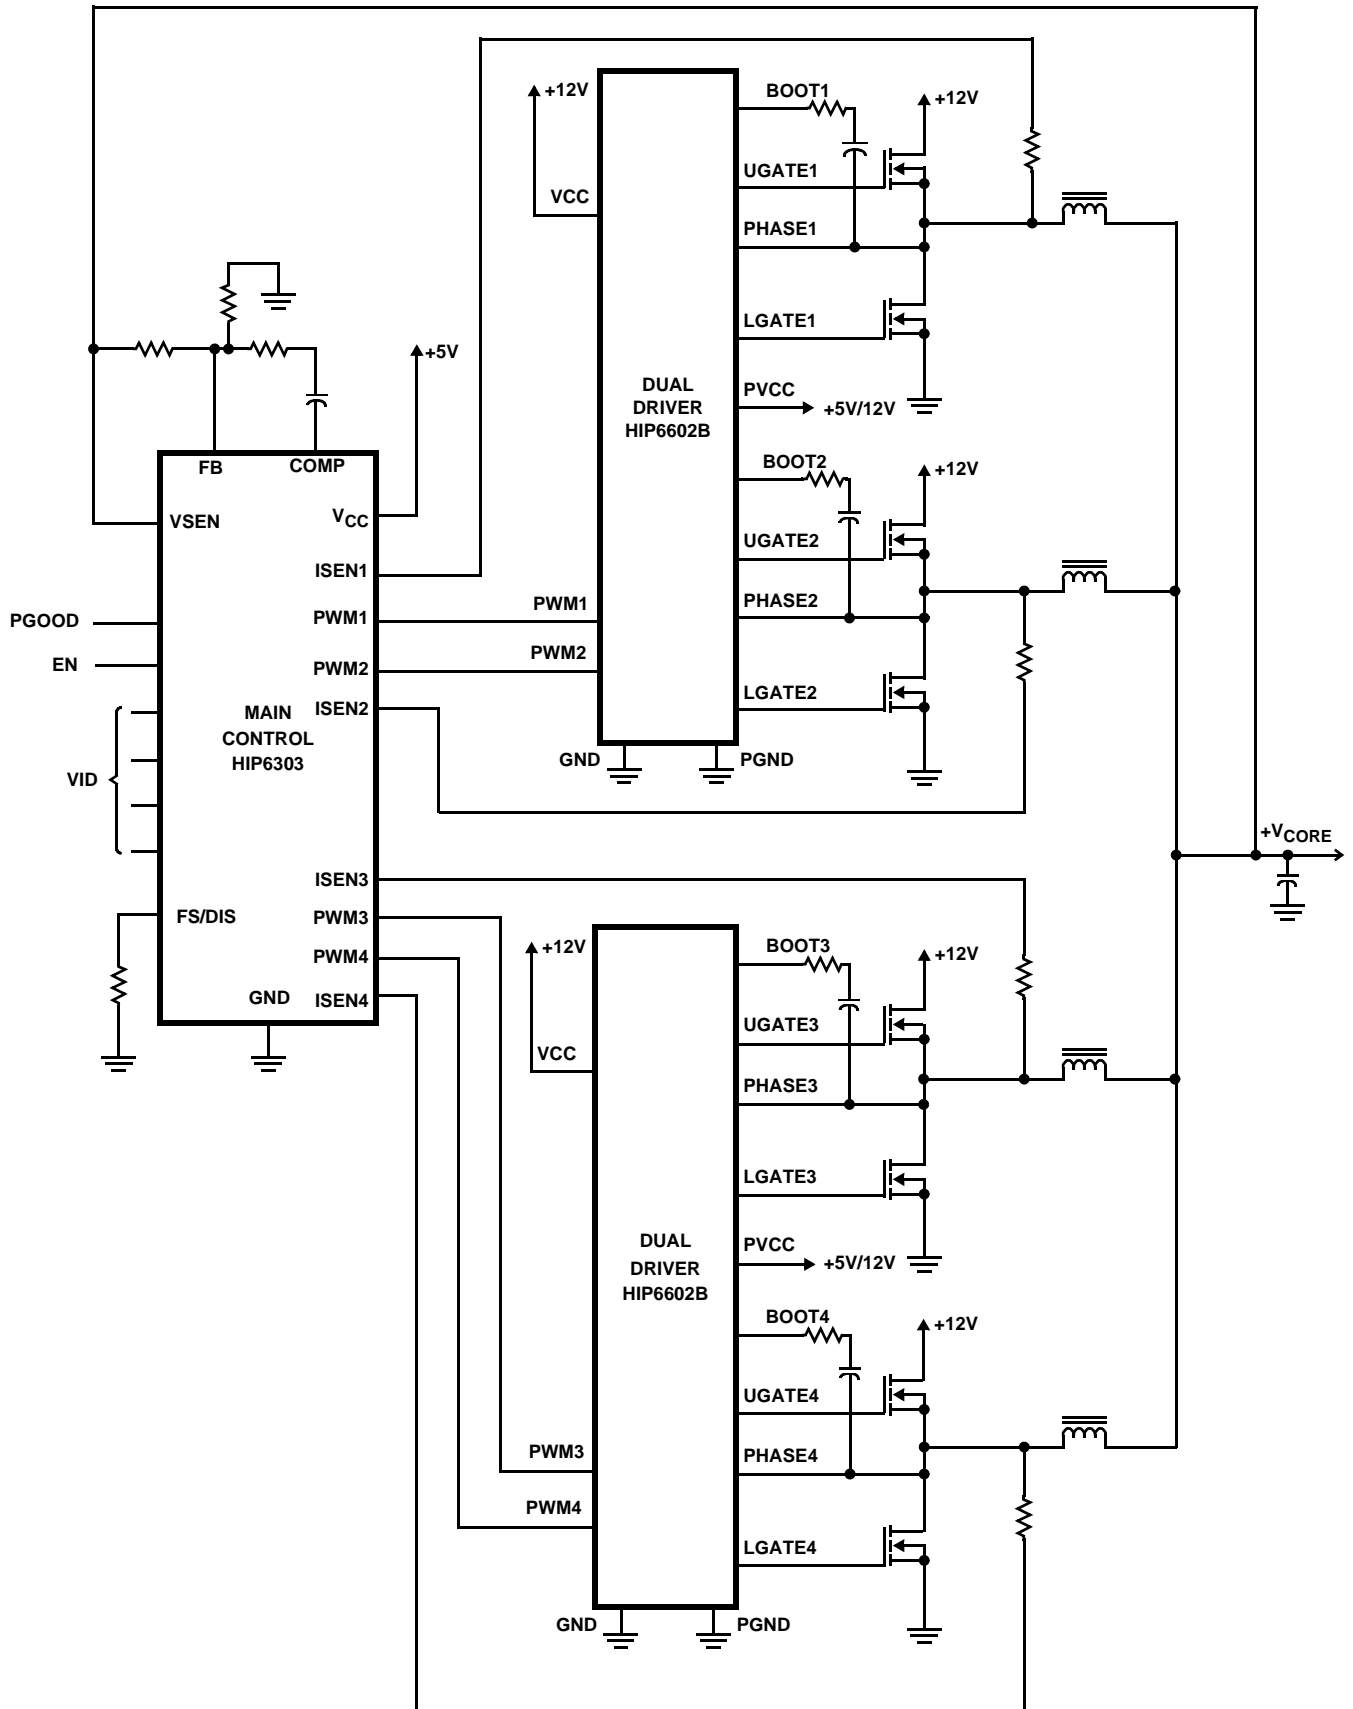 +12V
BOOT1
+12V
UGATE1
VCC
PHASE1
LGATE1
+5V
DUAL
DRIVER
HIP6602B
PVCC
+5V/12V
BOOT2
+12V
FB
COMP
VSEN
VCC
UGATE2
ISEN1
PHASE2
PGOOD
PWM1
PWM1
EN
PWM2
PWM2
LGATE2
ISEN2
MAIN
CONTROL
HIP6303
VID
GND
PGND
+VCORE
ISEN3
FS/DIS
PWM3
PWM4
GND
ISEN4
+12V
BOOT3
+12V
UGATE3
VCC
PHASE3
LGATE3
DUAL
DRIVER
HIP6602B
PVCC
+5V/12V
BOOT4
+12V
UGATE4
PWM3
PHASE4
PWM4
LGATE4
GND
PGND